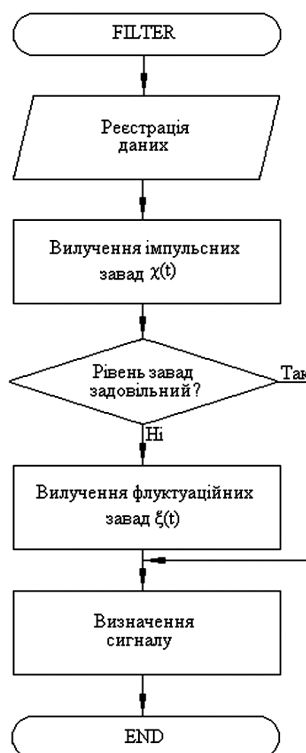 FILTER
Реєстрація
даних
Вилучення імпульсних
завад χ(t)
Рівень завад
задовільний?
Так
Ні
Вилучення флуктуаційних
завад ξ(t)
Визначення
сигналу
END